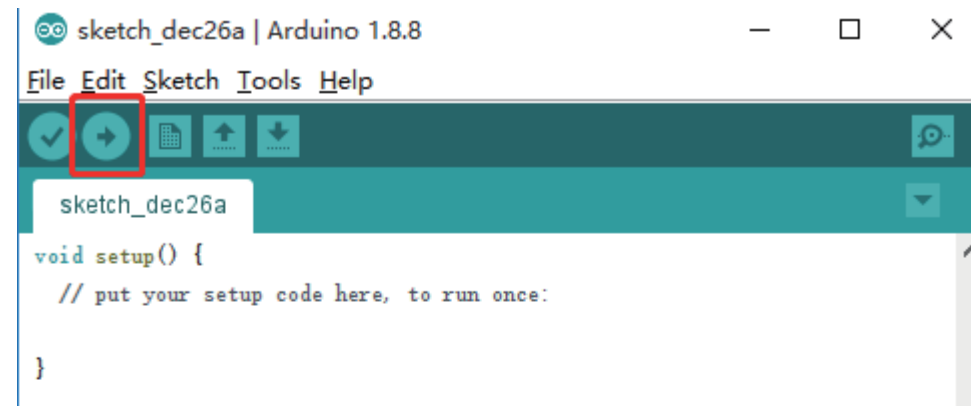 sketch_dec26a | Arduino 1.8.8
File Edit Sketch Tools Help
sketch_dec26a
void setup() {
// put your setup code here, to run once:
}